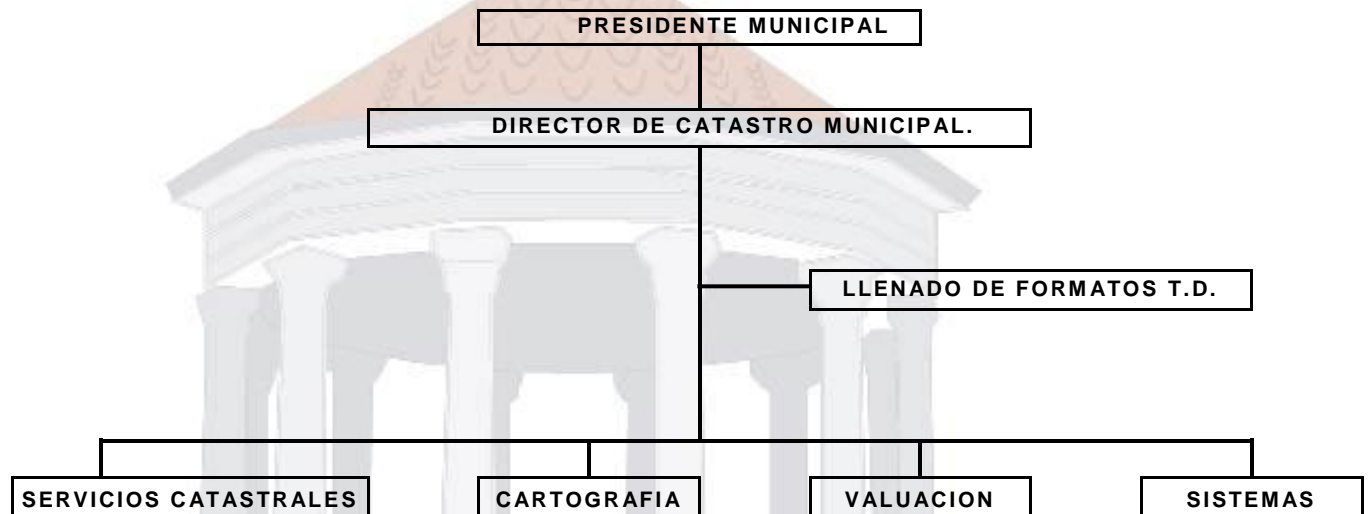 PRESIDENTE MUNICIPAL
DIRECTOR DE CATASTRO MUNICIPAL.
LLENADO DE FORMATOS T.D.
SERVICIOS CATASTRALES
CARTOGRAFIA
VALUACION
SISTEMAS